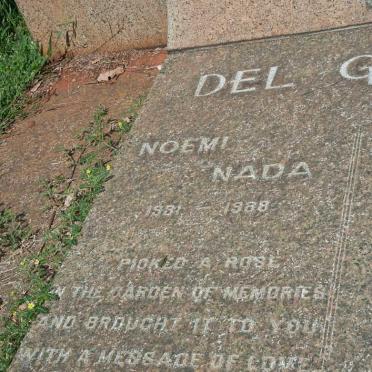 DEL G
NOEMI
NADA
1981 - 1988
PICKED A ROSE
IN THE GARDEN OF MEMORIES
AND BROUGHT IT TO YOU
WITH A MESSAGE OF LOVE